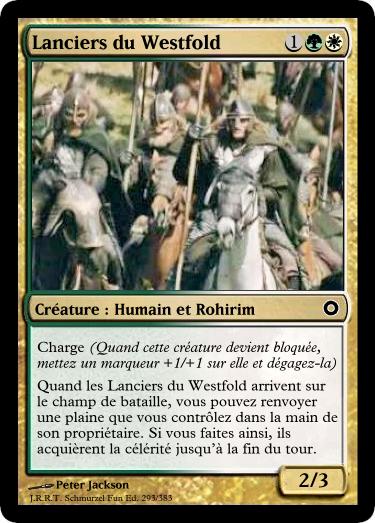 Lanciers du Westfold 1
Créature : Humain et Rohirim
Charge (Quand cette créature devient bloquée,
mettez un marqueur +1/+1 sur elle et dégagez-la)
Quand les Lanciers du Westfold arrivent sur
le champ de bataille, vous pouvez renvoyer
une plaine que vous contrôlez dans la main de
son propriétaire. Si vous faites ainsi, ils
acquièrent la célérité jusqu'à la fin du tour.
Peter Jackson
J.R.R.T. Schmurzel Fun Ed. 293/383
2/3